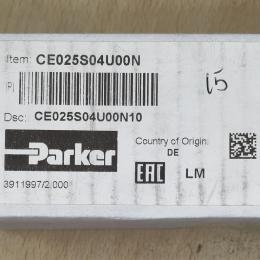 Item: CE025S04U00N
(P)
15
Dsc: CE025S04U00N10
Parker
Country of Origin:
DE
EAC
LM
3911997/2.000